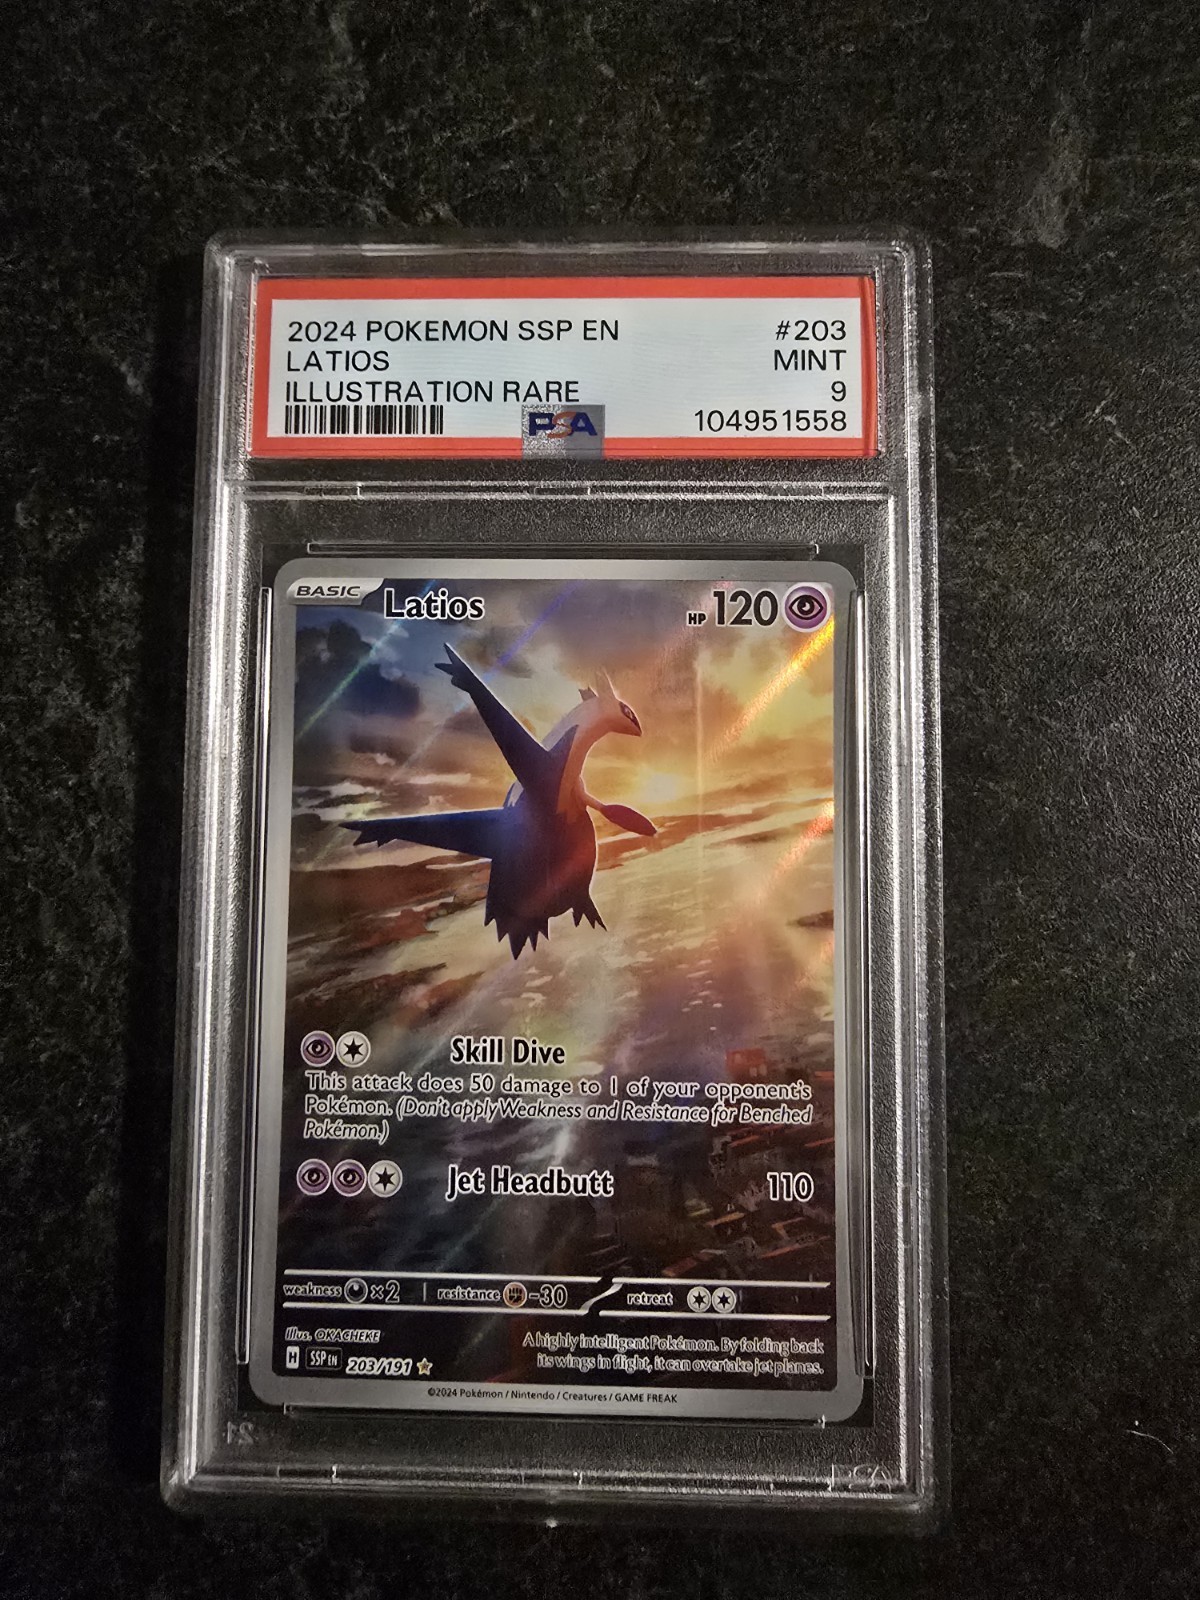 2024 POKEMON SSP EN #203
LATIOS MINT
ILLUSTRATION RARE 9
PSA 104951558
BASIC Latios HP 120
Skill Dive
This attack does 50 damage to 1 of your opponent's
Pokémon. (Don't apply Weakness and Resistance for Benched
Pokémon.)
Jet Headbutt 110
weakness ×2 resistance -30 retreat
Illus. OKACHEKE
A highly intelligent Pokémon. By folding back
its wings in flight, it can overtake jet planes.
H SSP EN 203/191
©2024 Pokémon / Nintendo / Creatures / GAME FREAK
PSA